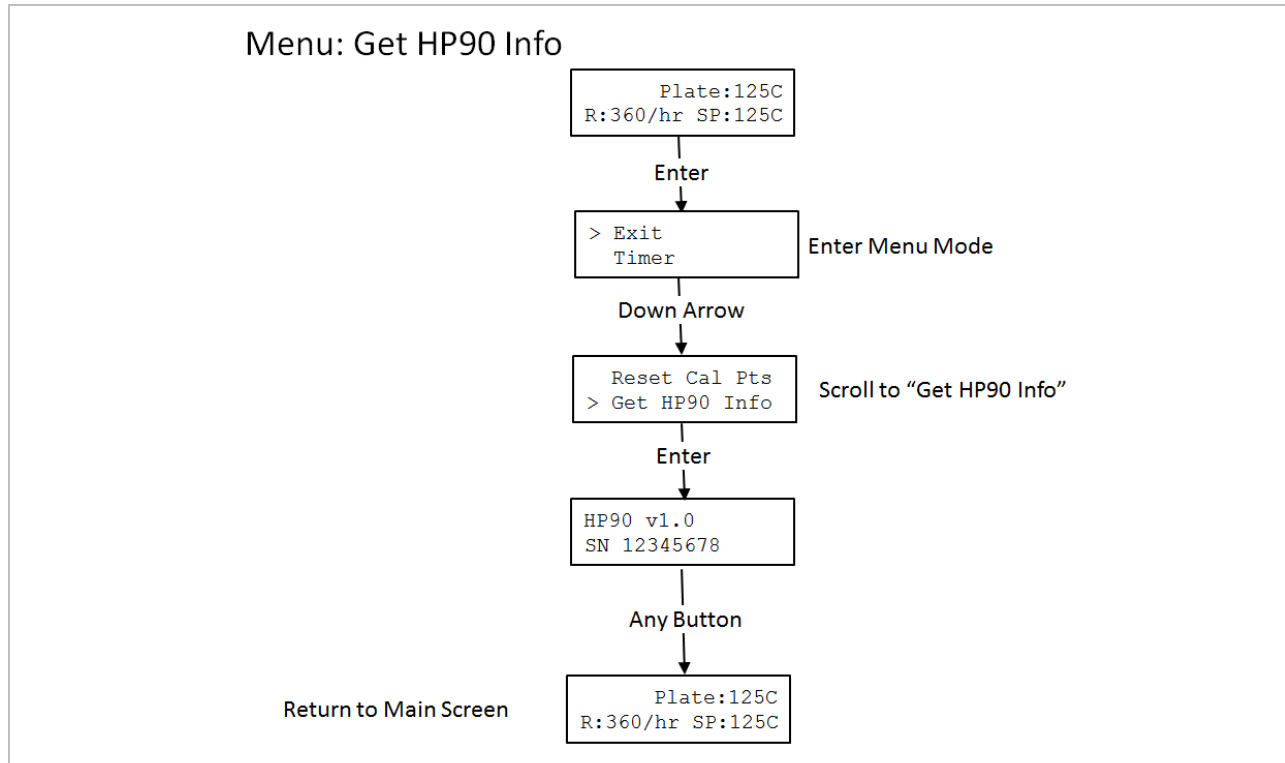 Menu: Get HP90 Info
Plate:125C
R:360/hr SP:125C
Enter
> Exit
Timer
Enter Menu Mode
Down Arrow
Reset Cal Pts
> Get HP90 Info
Scroll to “Get HP90 Info”
Enter
HP90 v1.0
SN 12345678
Any Button
Return to Main Screen
Plate:125C
R:360/hr SP:125C